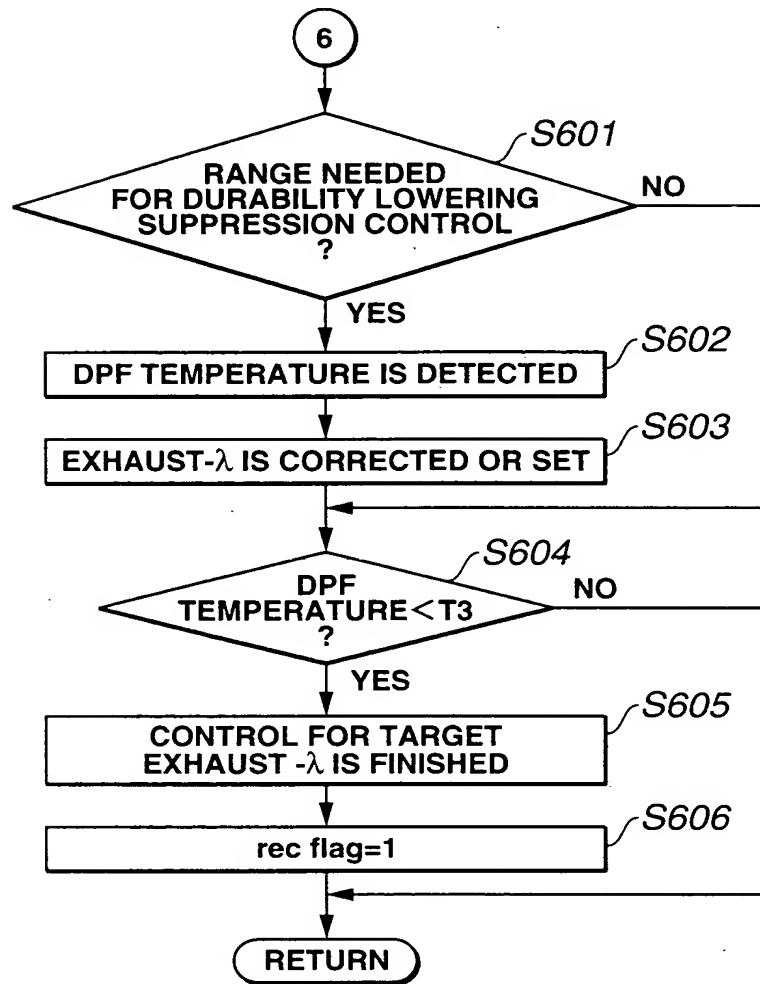 6
S601
RANGE NEEDED
FOR DURABILITY LOWERING
SUPPRESSION CONTROL
?
NO
YES
S602
DPF TEMPERATURE IS DETECTED
S603
EXHAUST-λ IS CORRECTED OR SET
S604
DPF
TEMPERATURE<T3
?
NO
YES
S605
CONTROL FOR TARGET
EXHAUST -λ IS FINISHED
S606
rec flag=1
RETURN